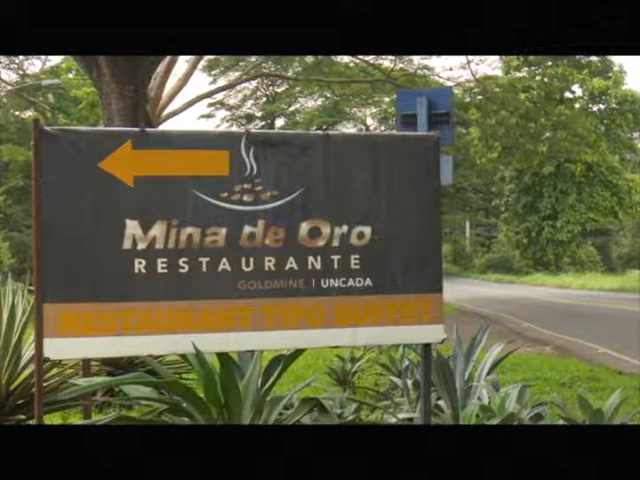 Mina de Oro
RESTAURANTE
GOLDMINE | UNCADA
RESTAURANT TIPO BUFFET